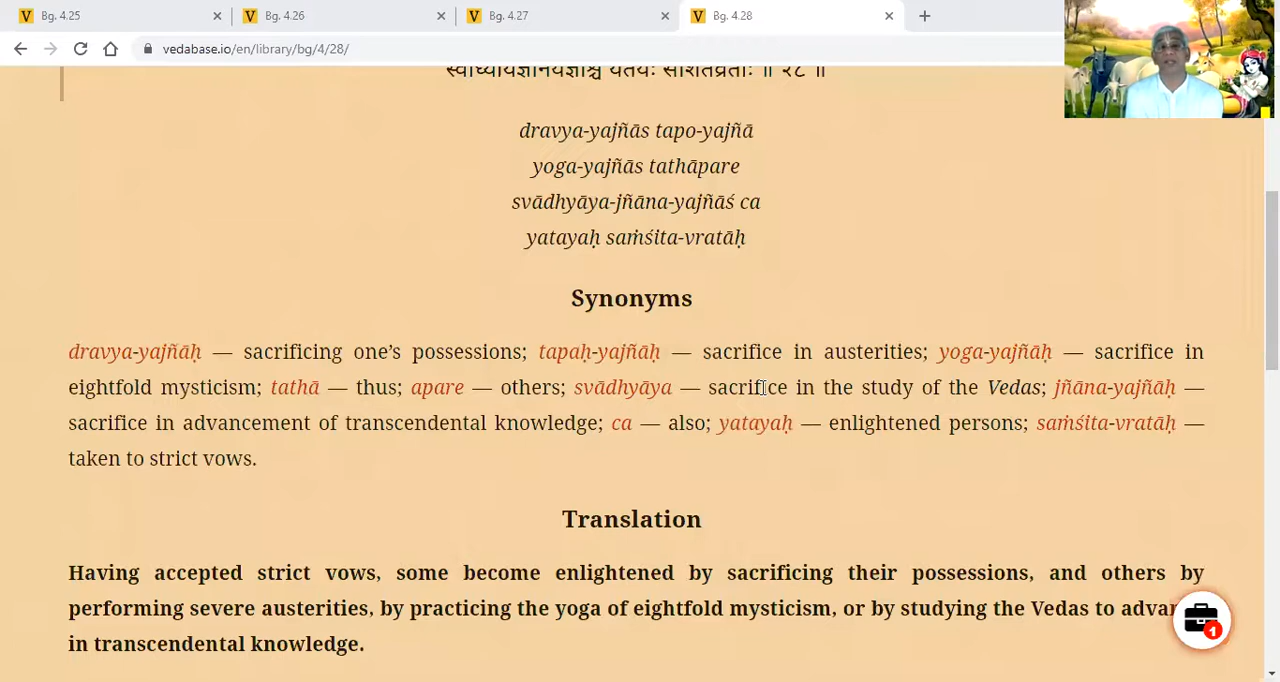 Bg. 4.25
Bg. 4.26
Bg. 4.27
Bg. 4.28
vedabase.io/en/library/bg/4/28/
स्वाध्यायज्ञानयज्ञाश्च यतयः संशितव्रताः ॥ २८ ॥
dravya-yajñās tapo-yajñā
yoga-yajñās tathāpare
svādhyāya-jñāna-yajñāś ca
yatayaḥ saṁśita-vratāḥ
Synonyms
dravya-yajñāḥ — sacrificing one’s possessions; tapaḥ-yajñāḥ — sacrifice in austerities; yoga-yajñāḥ — sacrifice in
eightfold mysticism; tathā — thus; apare — others; svādhyāya — sacrifice in the study of the Vedas; jñāna-yajñāḥ —
sacrifice in advancement of transcendental knowledge; ca — also; yatayaḥ — enlightened persons; saṁśita-vratāḥ —
taken to strict vows.
Translation
Having accepted strict vows, some become enlightened by sacrificing their possessions, and others by
performing severe austerities, by practicing the yoga of eightfold mysticism, or by studying the Vedas to
in transcendental knowledge.
1